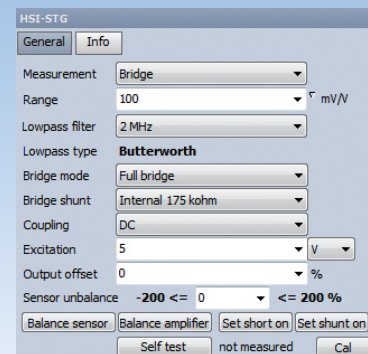 HSI-STG
General Info
Measurement Bridge
Range 100 mV/V
Lowpass filter 2 MHz
Lowpass type Butterworth
Bridge mode Full bridge
Bridge shunt Internal 175 kohm
Coupling DC
Excitation 5 V
Output offset 0 %
Sensor unbalance -200 <= 0 <= 200 %
Balance sensor Balance amplifier Set short on Set shunt on
Self test not measured Cal